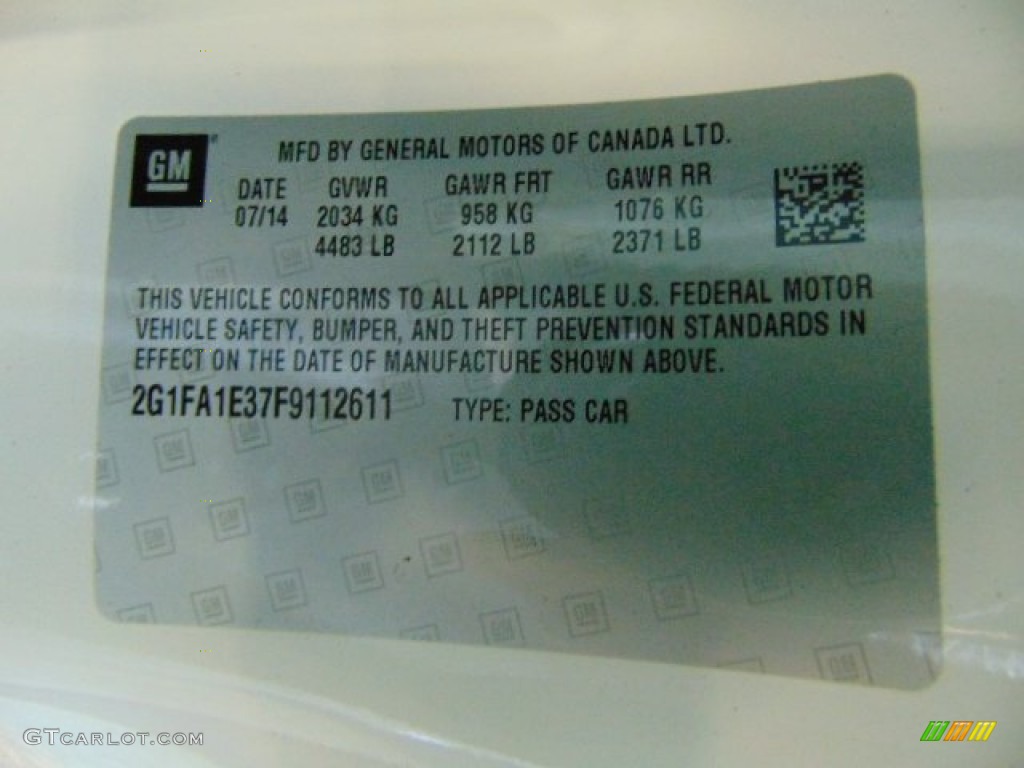 GM
MFD BY GENERAL MOTORS OF CANADA LTD.
DATE GVWR GAWR FRT GAWR RR
07/14 2034 KG 958 KG 1076 KG
4483 LB 2112 LB 2371 LB
THIS VEHICLE CONFORMS TO ALL APPLICABLE U.S. FEDERAL MOTOR
VEHICLE SAFETY, BUMPER, AND THEFT PREVENTION STANDARDS IN
EFFECT ON THE DATE OF MANUFACTURE SHOWN ABOVE.
2G1FA1E37F9112611 TYPE: PASS CAR
GTCARLOT.COM